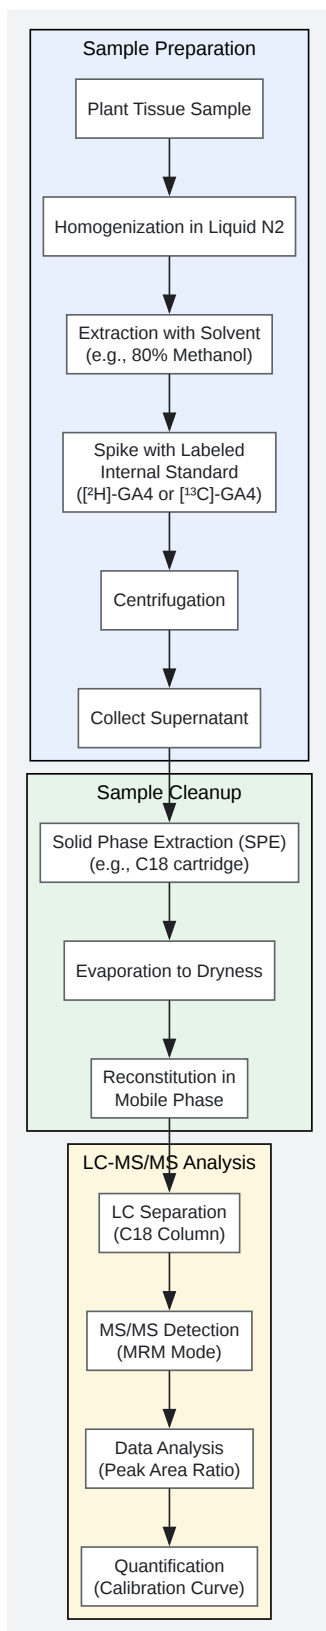 Sample Preparation
Plant Tissue Sample
Homogenization in Liquid N2
Extraction with Solvent
(e.g., 80% Methanol)
Spike with Labeled
Internal Standard
([²H]-GA4 or [¹³C]-GA4)
Centrifugation
Collect Supernatant
Sample Cleanup
Solid Phase Extraction (SPE)
(e.g., C18 cartridge)
Evaporation to Dryness
Reconstitution in
Mobile Phase
LC-MS/MS Analysis
LC Separation
(C18 Column)
MS/MS Detection
(MRM Mode)
Data Analysis
(Peak Area Ratio)
Quantification
(Calibration Curve)